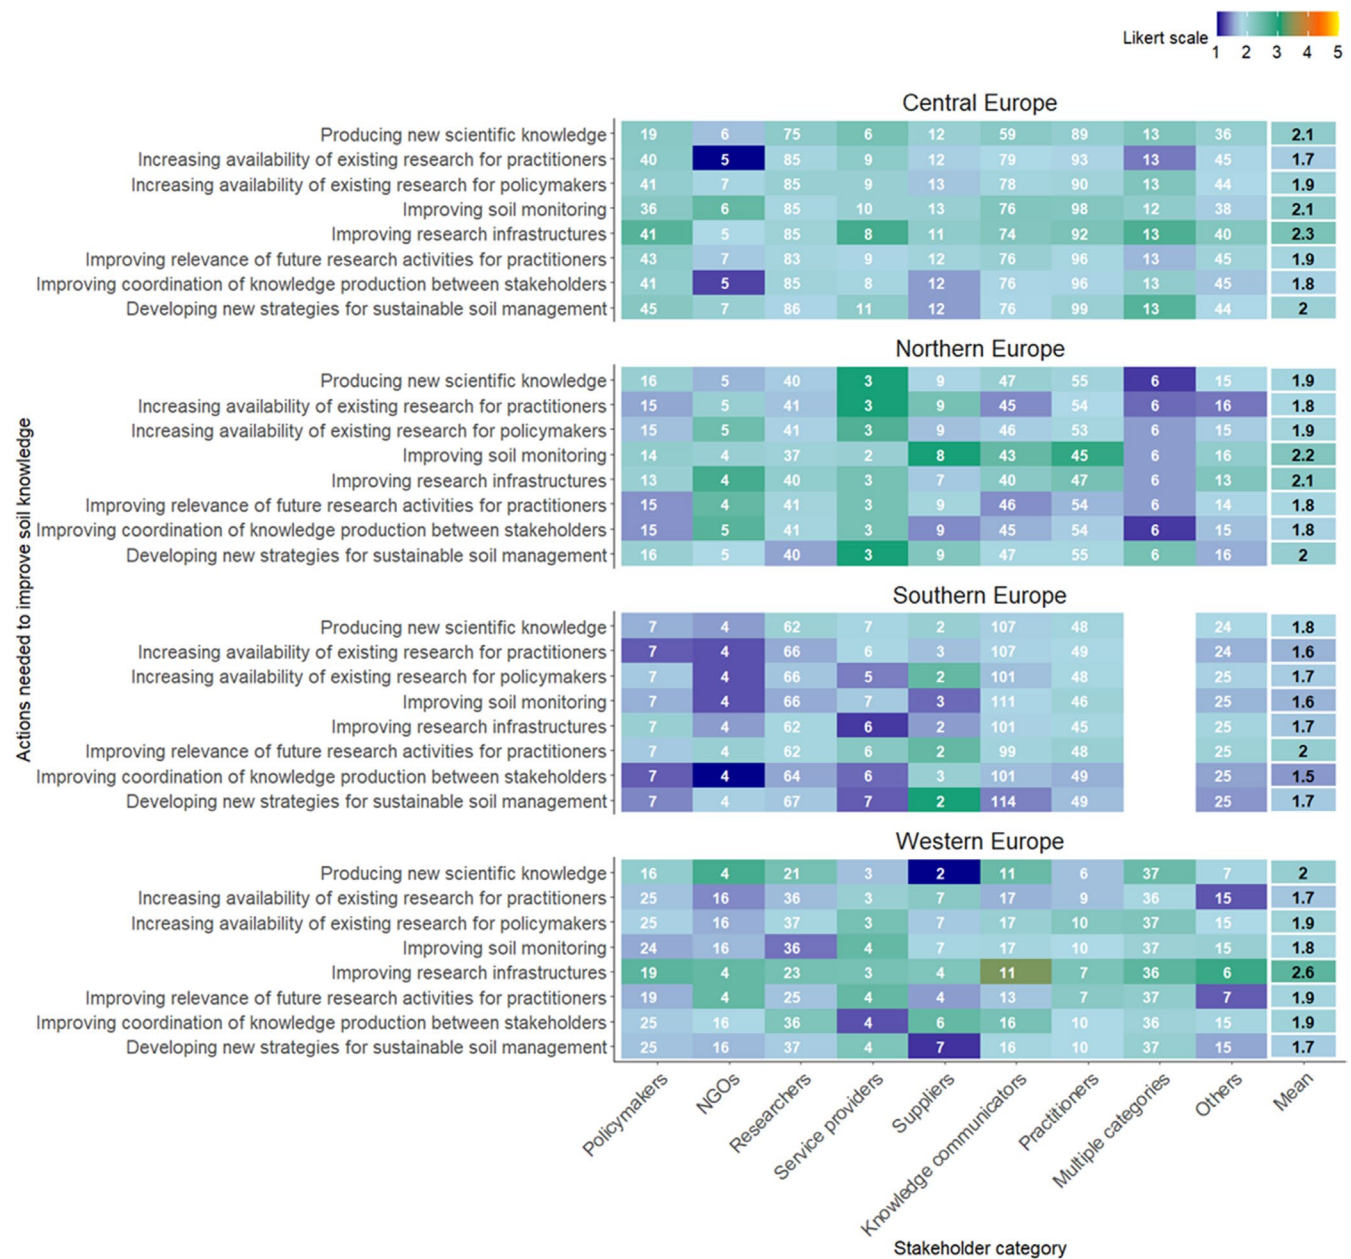 Likert scale
1 2 3 4 5
Central Europe
Producing new scientific knowledge 19 6 75 6 12 59 89 13 36 2.1
Increasing availability of existing research for practitioners 40 5 85 9 12 79 93 13 45 1.7
Increasing availability of existing research for policymakers 41 7 85 9 13 78 90 13 44 1.9
Improving soil monitoring 36 6 85 10 13 76 98 12 38 2.1
Improving research infrastructures 41 5 85 8 11 74 92 13 40 2.3
Improving relevance of future research activities for practitioners 43 7 83 9 12 76 96 13 45 1.9
Improving coordination of knowledge production between stakeholders 41 5 85 8 12 76 96 13 45 1.8
Developing new strategies for sustainable soil management 45 7 86 11 12 76 99 13 44 2
Northern Europe
Producing new scientific knowledge 16 5 40 3 9 47 55 6 15 1.9
Increasing availability of existing research for practitioners 15 5 41 3 9 45 54 6 16 1.8
Increasing availability of existing research for policymakers 15 5 41 3 9 46 53 6 15 1.9
Improving soil monitoring 14 4 37 2 8 43 45 6 16 2.2
Improving research infrastructures 13 4 40 3 7 40 47 6 13 2.1
Improving relevance of future research activities for practitioners 15 4 41 3 9 46 54 6 14 1.8
Improving coordination of knowledge production between stakeholders 15 5 41 3 9 45 54 6 15 1.8
Developing new strategies for sustainable soil management 16 5 40 3 9 47 55 6 16 2
Southern Europe
Producing new scientific knowledge 7 4 62 7 2 107 48 24 1.8
Increasing availability of existing research for practitioners 7 4 66 6 3 107 49 24 1.6
Increasing availability of existing research for policymakers 7 4 66 5 2 101 48 25 1.7
Improving soil monitoring 7 4 66 7 3 111 46 25 1.6
Improving research infrastructures 7 4 62 6 2 101 45 25 1.7
Improving relevance of future research activities for practitioners 7 4 62 6 2 99 48 25 2
Improving coordination of knowledge production between stakeholders 7 4 64 6 3 101 49 25 1.5
Developing new strategies for sustainable soil management 7 4 67 7 2 114 49 25 1.7
Western Europe
Producing new scientific knowledge 16 4 21 3 2 11 6 37 7 2
Increasing availability of existing research for practitioners 25 16 36 3 7 17 9 36 15 1.7
Increasing availability of existing research for policymakers 25 16 37 3 7 17 10 37 15 1.9
Improving soil monitoring 24 16 36 4 7 17 10 37 15 1.8
Improving research infrastructures 19 4 23 3 4 11 7 36 6 2.6
Improving relevance of future research activities for practitioners 19 4 25 4 4 13 7 37 7 1.9
Improving coordination of knowledge production between stakeholders 25 16 36 4 6 16 10 36 15 1.9
Developing new strategies for sustainable soil management 25 16 37 4 7 16 10 37 15 1.7
Actions needed to improve soil knowledge
Policymakers NGOs Researchers Service providers Suppliers Knowledge communicators Practitioners Multiple categories Others Mean
Stakeholder category